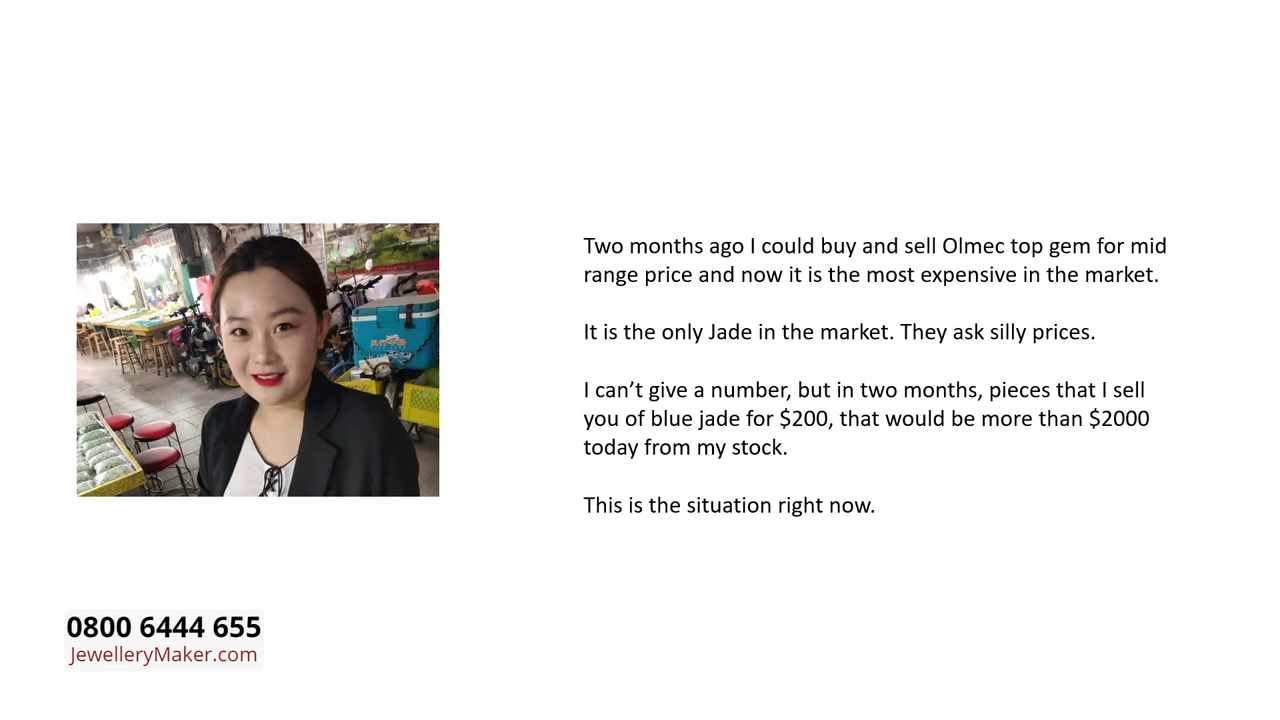 Two months ago I could buy and sell Olmec top gem for mid
range price and now it is the most expensive in the market.
It is the only Jade in the market. They ask silly prices.
I can’t give a number, but in two months, pieces that I sell
you of blue jade for $200, that would be more than $2000
today from my stock.
This is the situation right now.
0800 6444 655
JewelleryMaker.com